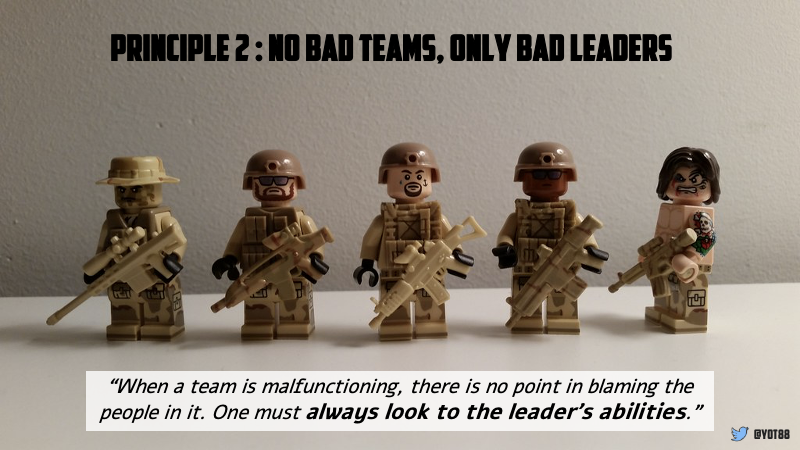 PRINCIPLE 2 : NO BAD TEAMS, ONLY BAD LEADERS
“When a team is malfunctioning, there is no point in blaming the
people in it. One must always look to the leader’s abilities.”
@YOT88